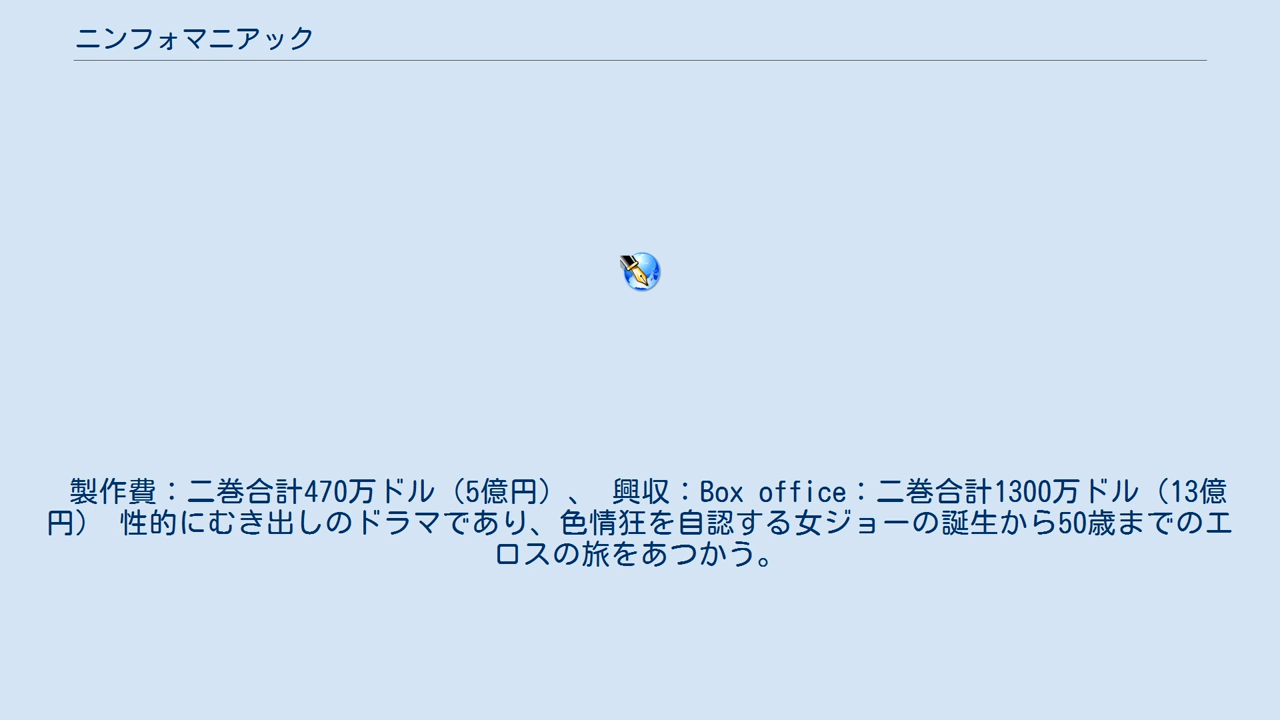 ニンフォマニアック
製作費：二巻合計470万ドル（5億円）、 興収：Box office：二巻合計1300万ドル（13億
円） 性的にむき出しのドラマであり、色情狂を自認する女ジョーの誕生から50歳までのエ
ロスの旅をあつかう。